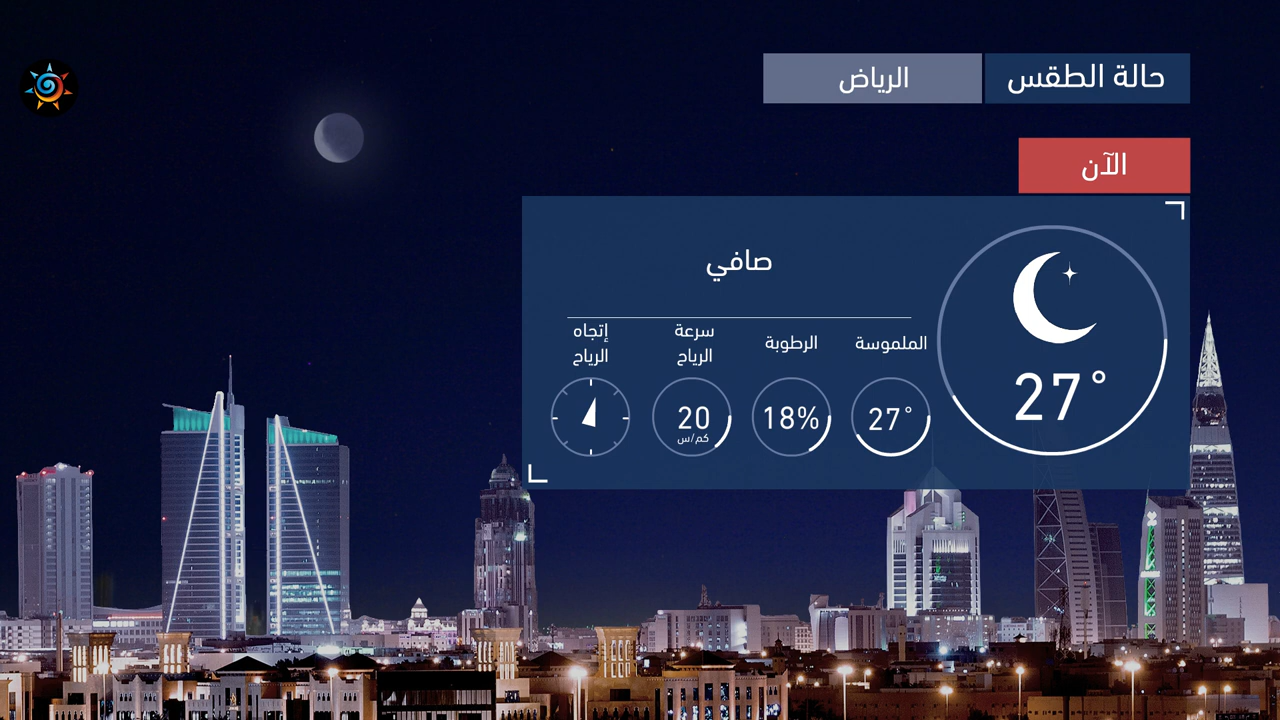 حالة الطقس
الرياض
الآن
27°
صافي
الملموسة
27°
الرطوبة
18%
سرعة
الرياح
20
كم/س
إتجاه
الرياح